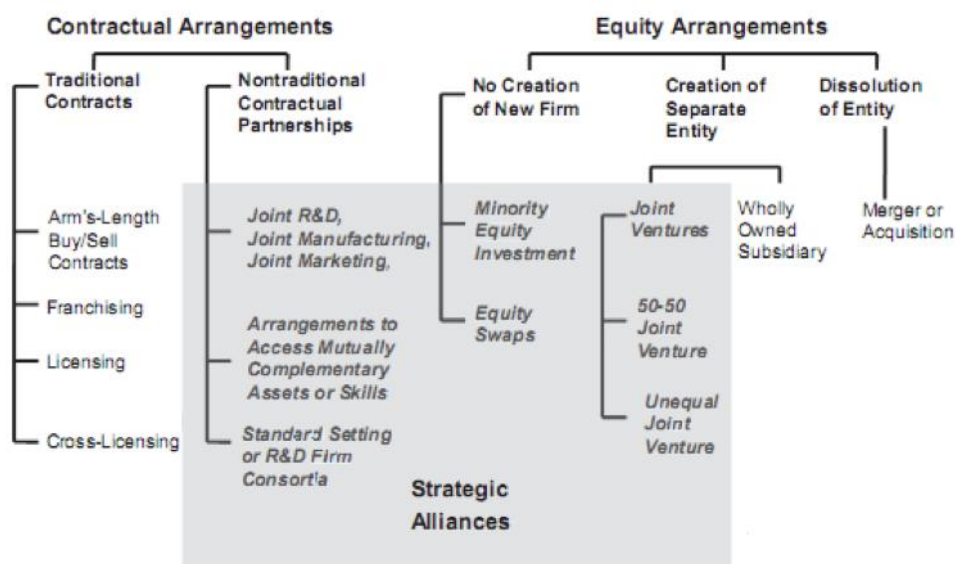 Contractual Arrangements
Equity Arrangements
Traditional
Contracts
Nontraditional
Contractual
Partnerships
No Creation
of New Firm
Creation of
Separate
Entity
Dissolution
of Entity
Arm's-Length
Buy/Sell
Contracts
Franchising
Licensing
Cross-Licensing
Joint R&D,
Joint Manufacturing,
Joint Marketing,
Arrangements to
Access Mutually
Complementary
Assets or Skills
Standard Setting
or R&D Firm
Consortia
Minority
Equity
Investment
Equity
Swaps
Joint
Ventures
50-50
Joint
Venture
Unequal
Joint
Venture
Wholly
Owned
Subsidiary
Merger or
Acquisition
Strategic
Alliances